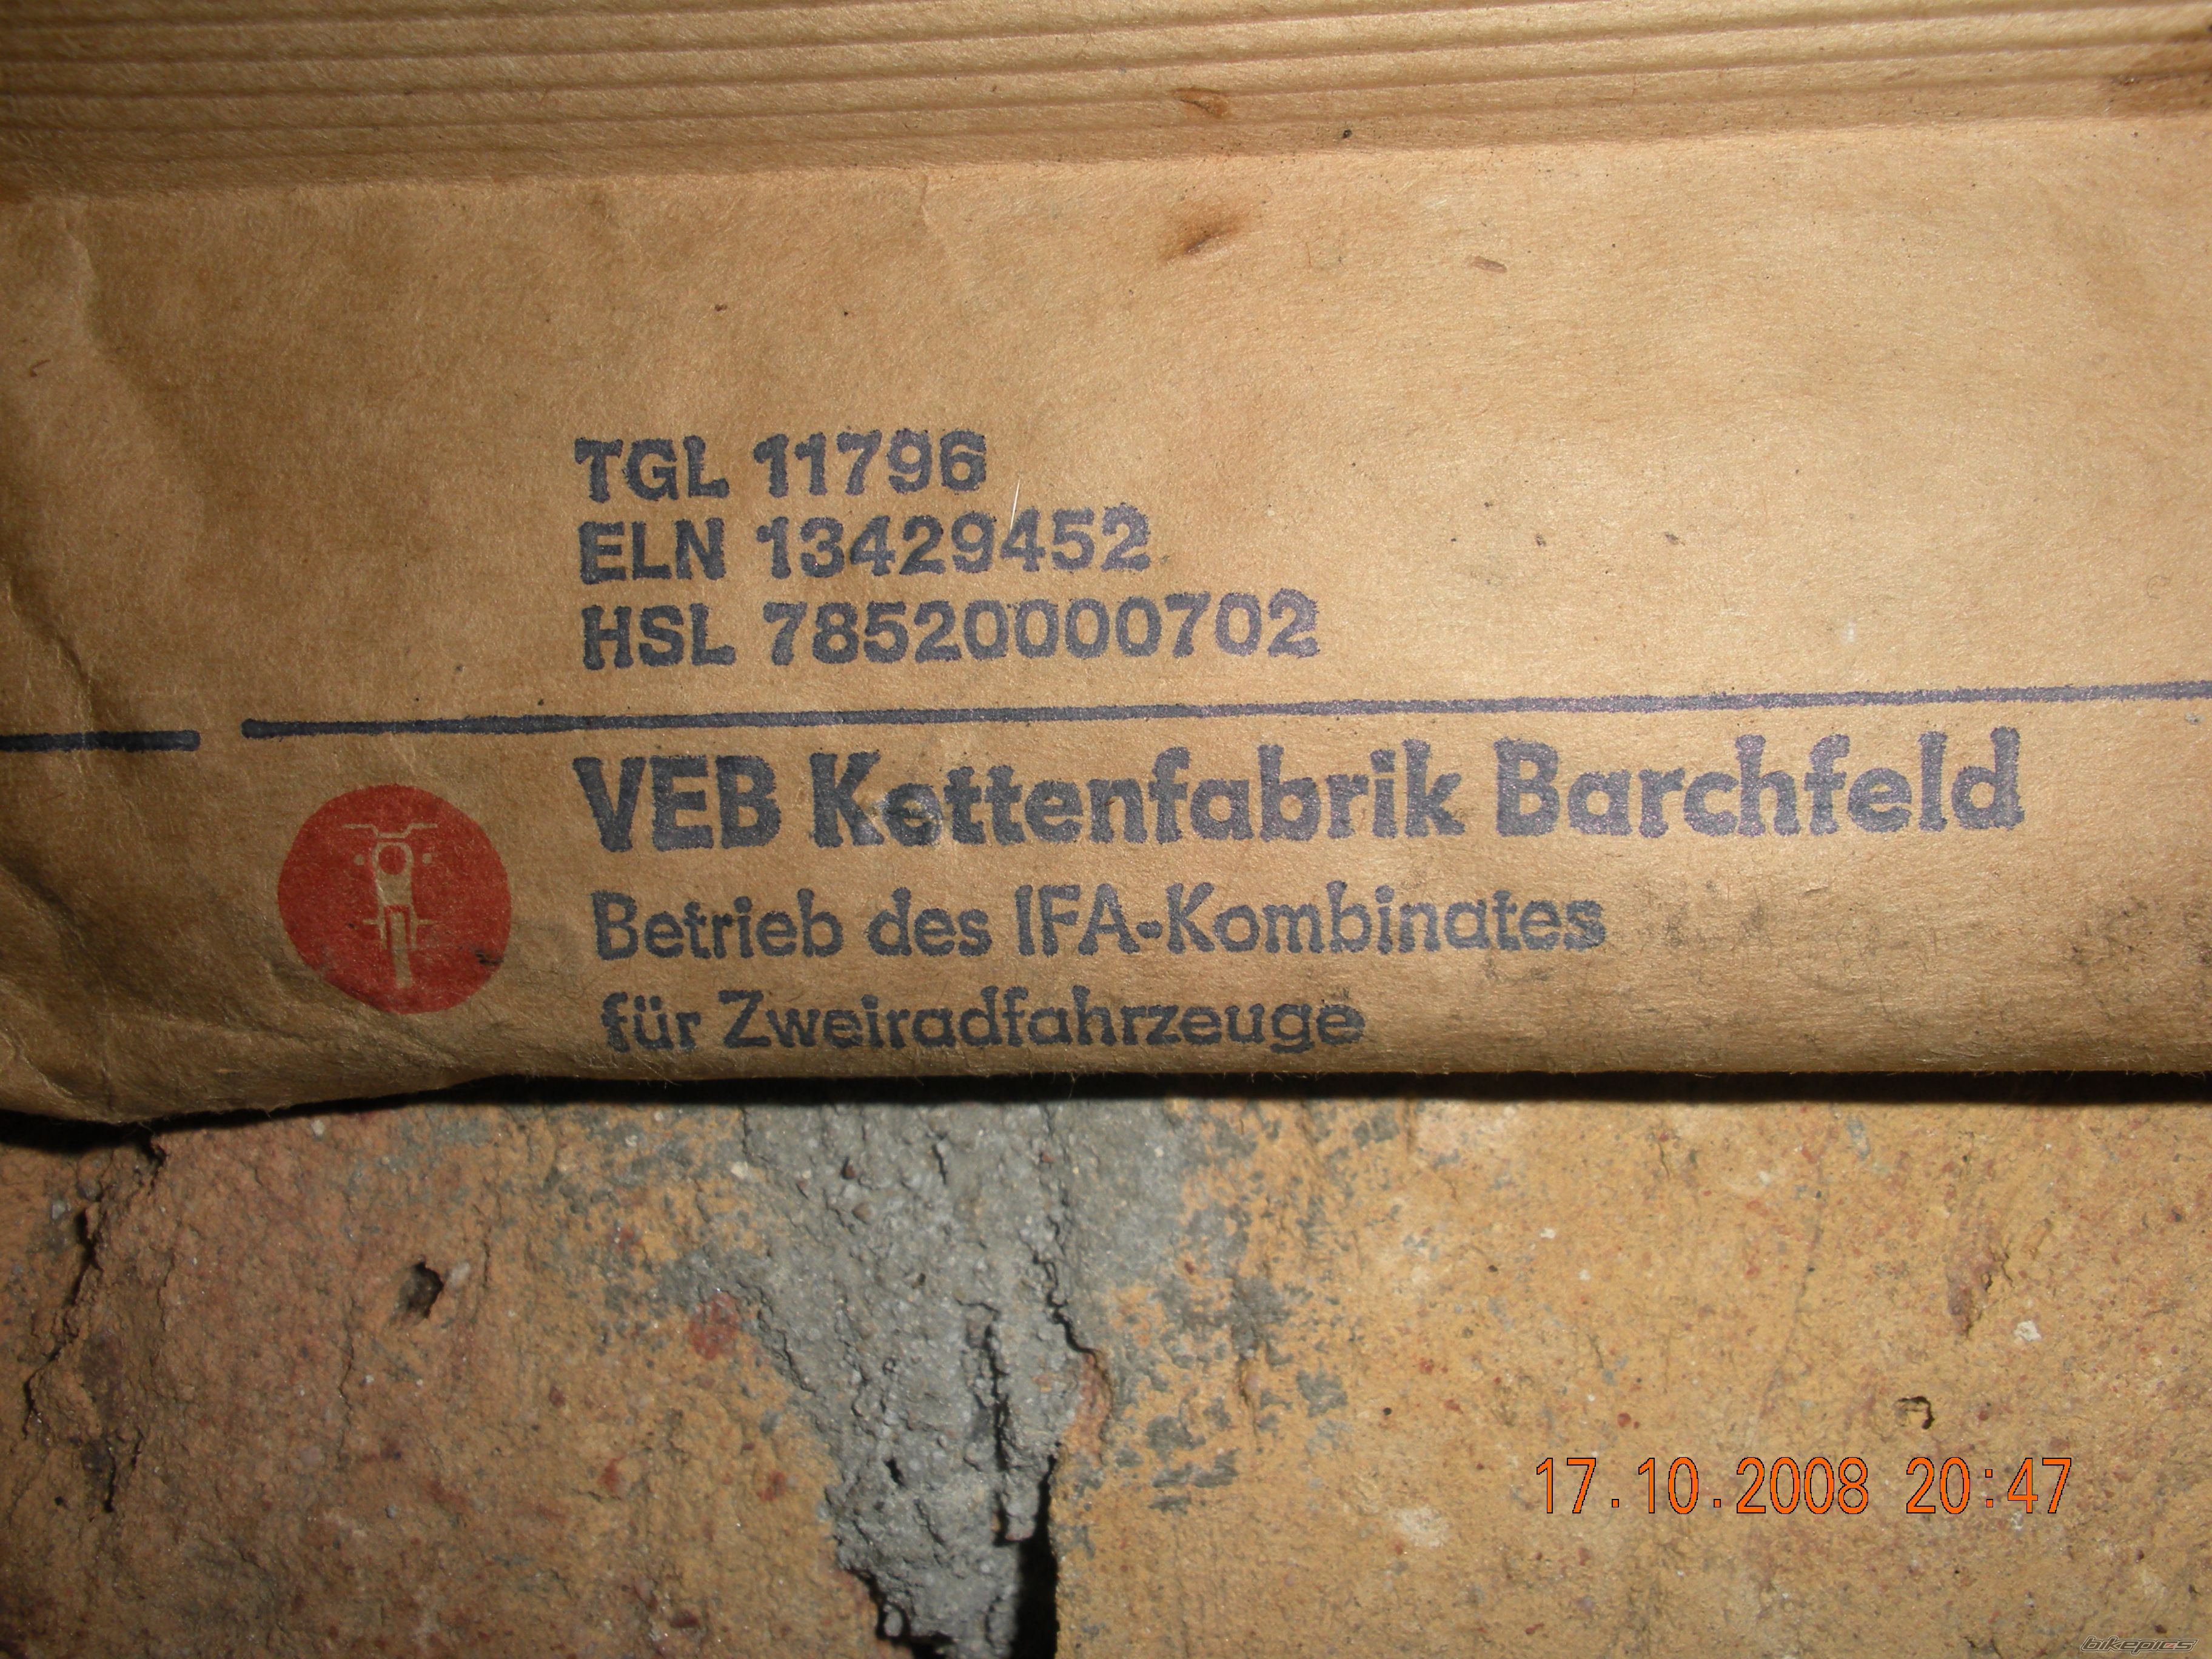 TGL 11796
ELN 13429452
HSL 78520000702
VEB Kettenfabrik Barchfeld
Betrieb des IFA-Kombinates
für Zweiradfahrzeuge
17.10.2008 20:47
bikepics